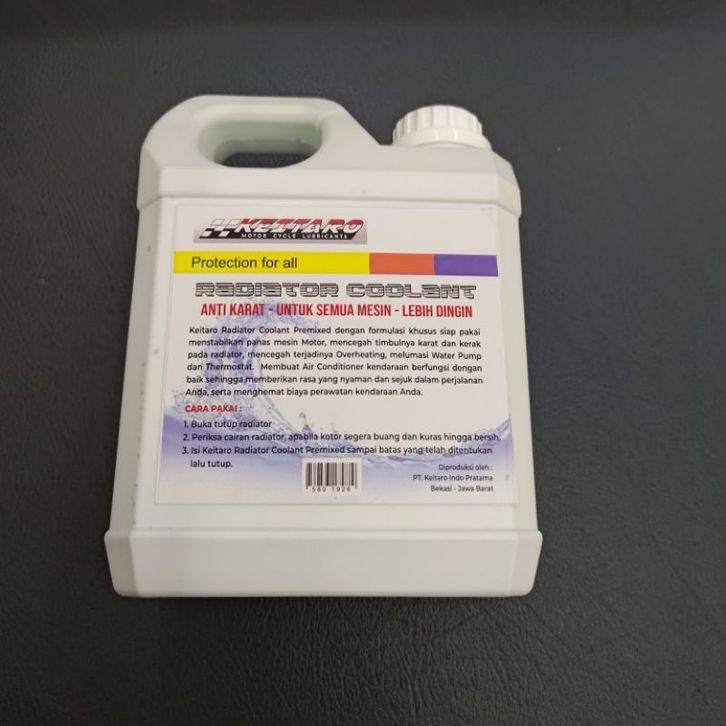 KEITARO
MOTOR CYCLE LUBRICANTS
Protection for all
RADIATOR COOLANT
ANTI KARAT - UNTUK SEMUA MESIN - LEBIH DINGIN
Keitaro Radiator Coolant Premixed dengan formulasi khusus siap pakai
menstabilkan panas mesin Motor, mencegah timbulnya karat dan kerak
pada radiator, mencegah terjadinya Overheating, melumasi Water Pump
dan Thermostat. Membuat Air Conditioner kendaraan berfungsi dengan
baik sehingga memberikan rasa yang nyaman dan sejuk dalam perjalanan
Anda, serta menghemat biaya perawatan kendaraan Anda.
CARA PAKAI :
1. Buka tutup radiator
2. Periksa cairan radiator, apabila kotor segera buang dan kuras hingga bersih.
3. Isi Keitaro Radiator Coolant Premixed sampai batas yang telah ditentukan
lalu tutup.
580 1926
Diproduksi oleh :
PT. Keitaro Indo Pratama
Bekasi - Jawa Barat